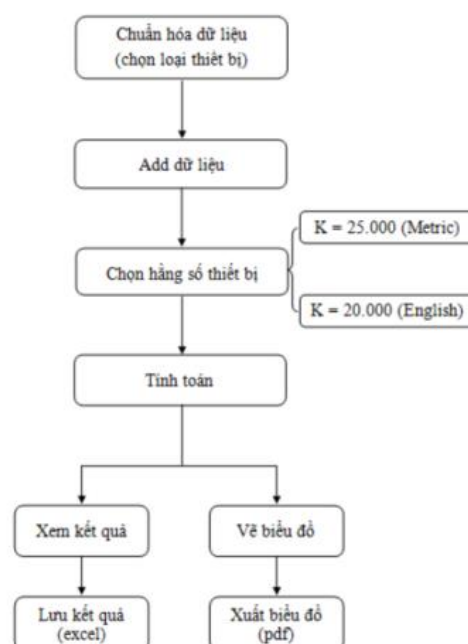 Chuẩn hóa dữ liệu
(chọn loại thiết bị)
Add dữ liệu
K = 25.000 (Metric)
Chọn hằng số thiết bị
K = 20.000 (English)
Tính toán
Xem kết quả
Vẽ biểu đồ
Lưu kết quả
(excel)
Xuất biểu đồ
(pdf)